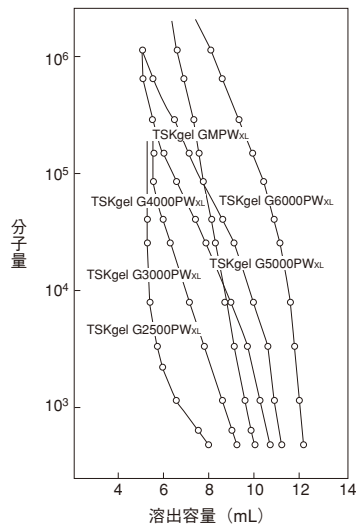 10⁶
TSKgel GMPWXL
10⁵
TSKgel G4000PWXL
TSKgel G6000PWXL
分子量
TSKgel G5000PWXL
TSKgel G3000PWXL
10⁴
TSKgel G2500PWXL
10³
4 6 8 10 12 14
溶出容量（mL）